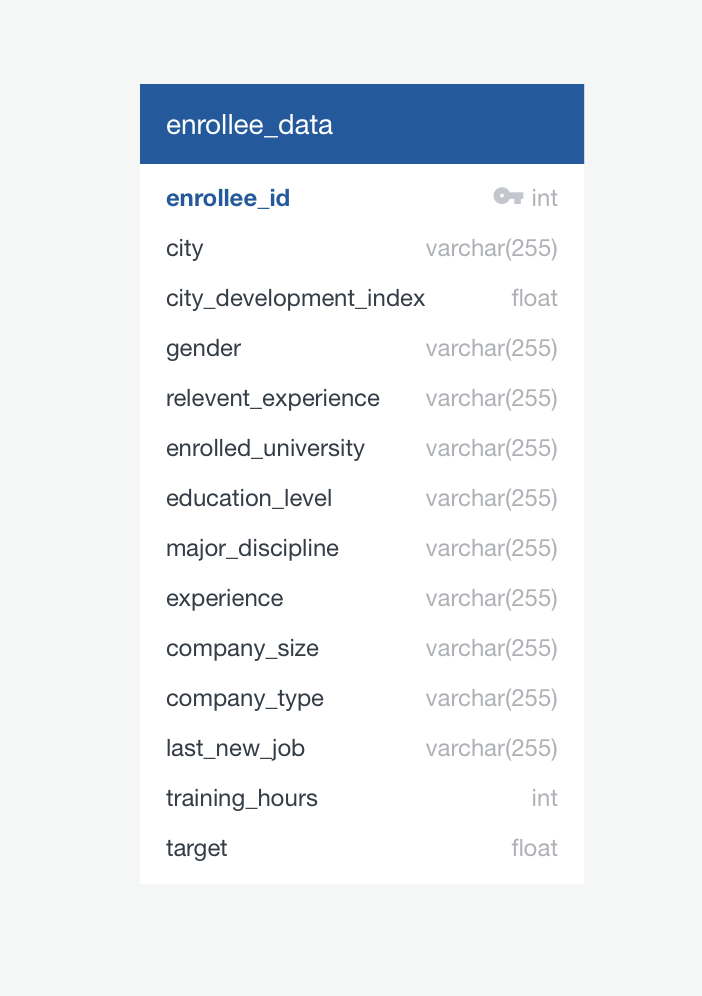 enrollee_data
enrollee_id int
city varchar(255)
city_development_index float
gender varchar(255)
relevent_experience varchar(255)
enrolled_university varchar(255)
education_level varchar(255)
major_discipline varchar(255)
experience varchar(255)
company_size varchar(255)
company_type varchar(255)
last_new_job varchar(255)
training_hours int
target float